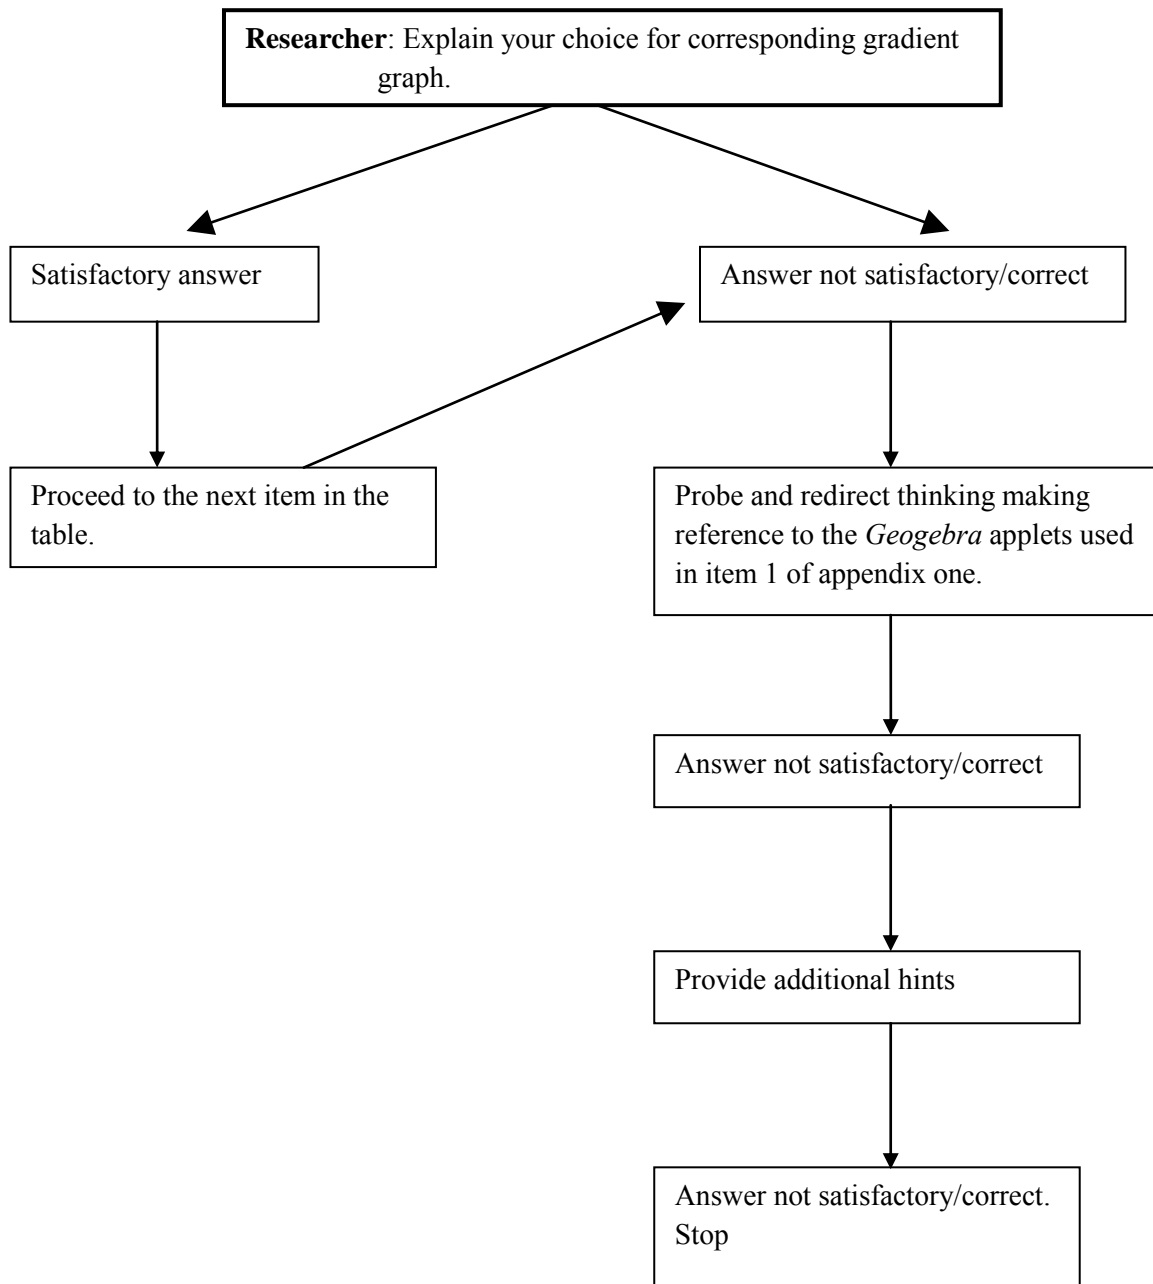 Researcher: Explain your choice for corresponding gradient
graph.
Satisfactory answer
Answer not satisfactory/correct
Proceed to the next item in the
table.
Probe and redirect thinking making
reference to the Geogebra applets used
in item 1 of appendix one.
Answer not satisfactory/correct
Provide additional hints
Answer not satisfactory/correct.
Stop